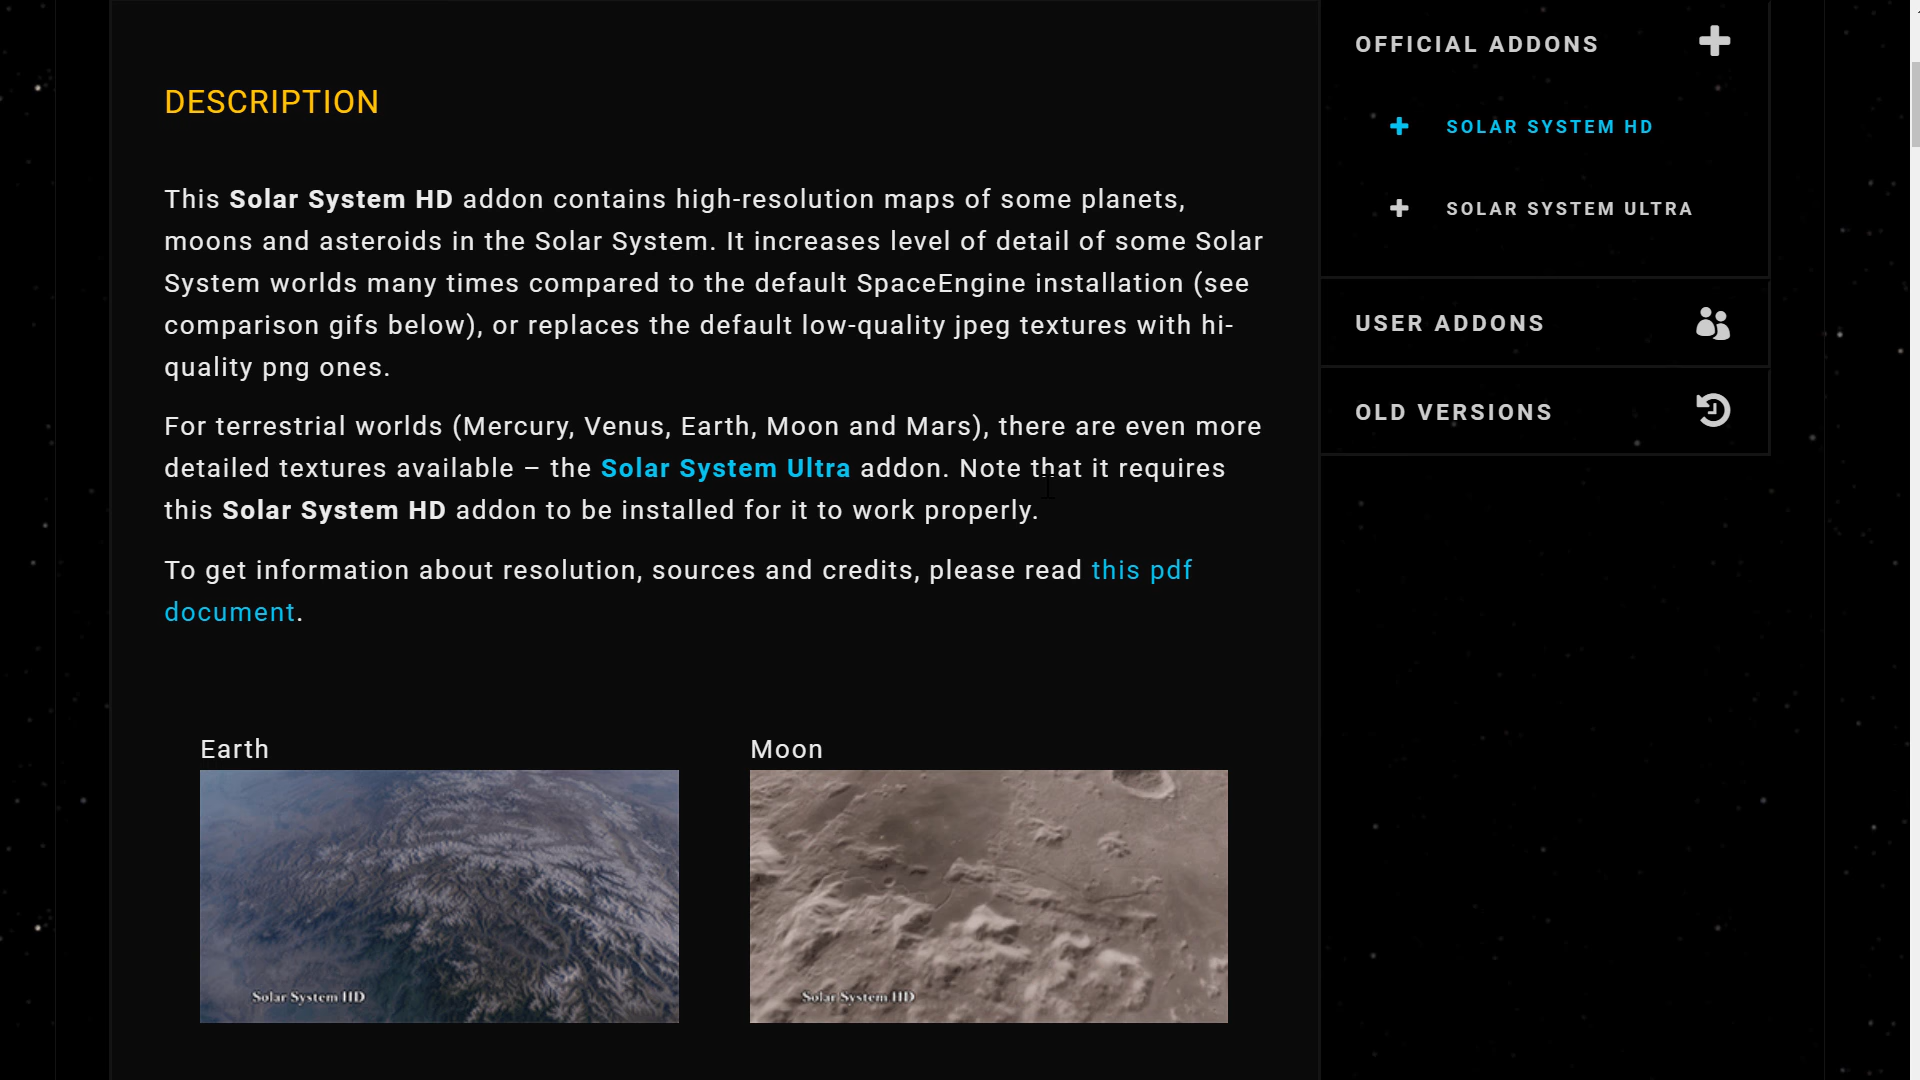 DESCRIPTION
This Solar System HD addon contains high-resolution maps of some planets,
moons and asteroids in the Solar System. It increases level of detail of some Solar
System worlds many times compared to the default SpaceEngine installation (see
comparison gifs below), or replaces the default low-quality jpeg textures with hi-
quality png ones.
For terrestrial worlds (Mercury, Venus, Earth, Moon and Mars), there are even more
detailed textures available – the Solar System Ultra addon. Note that it requires
this Solar System HD addon to be installed for it to work properly.
To get information about resolution, sources and credits, please read this pdf
document.
Earth
Solar System HD
Moon
Solar System HD
OFFICIAL ADDONS
SOLAR SYSTEM HD
SOLAR SYSTEM ULTRA
USER ADDONS
OLD VERSIONS